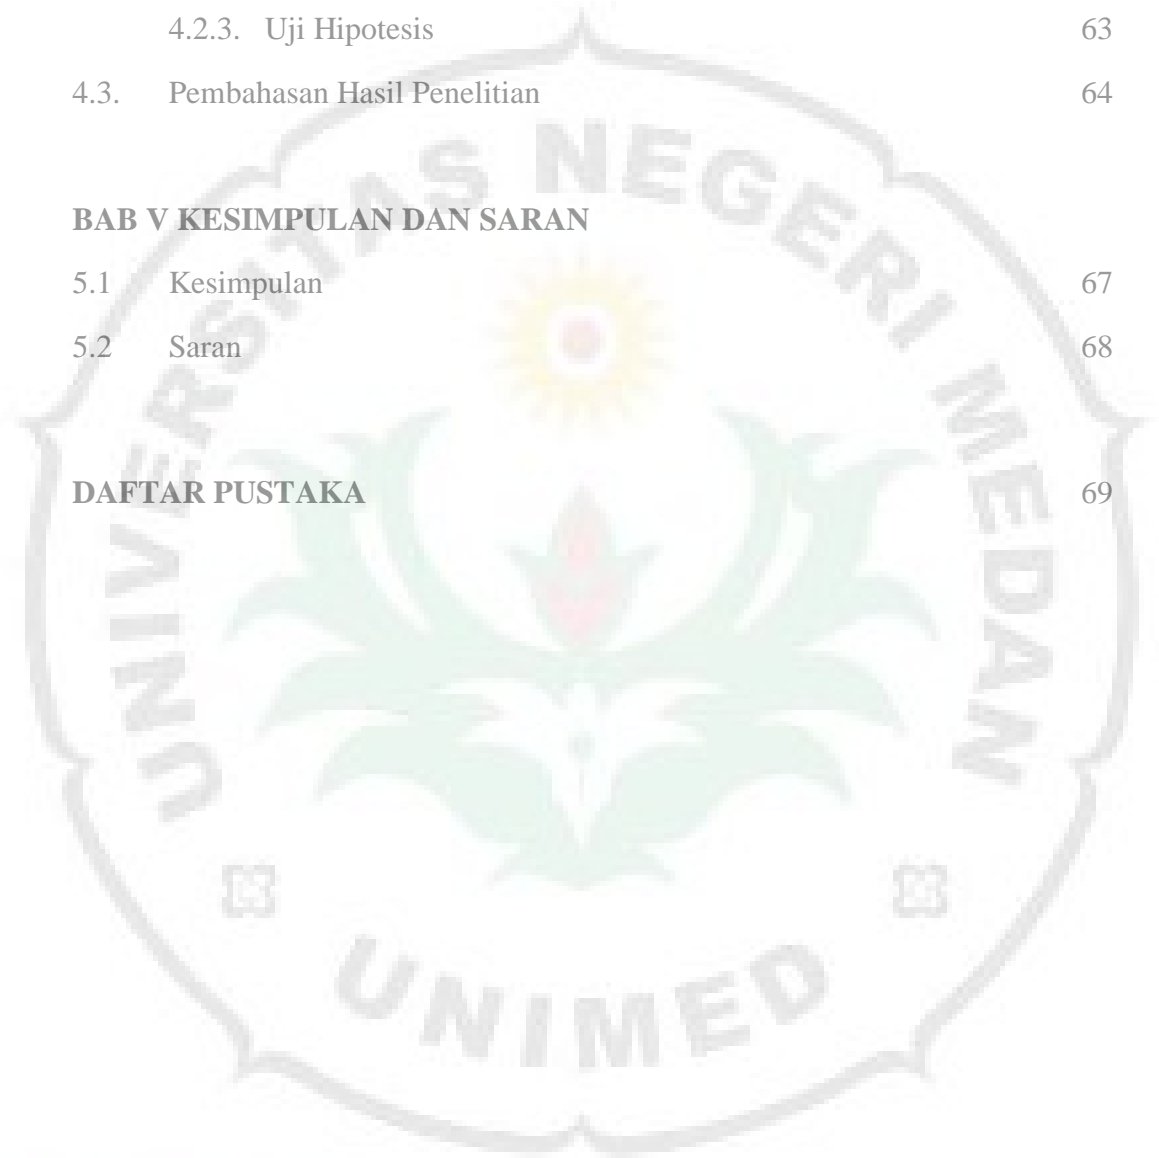 4.2.3. Uji Hipotesis 63
4.3. Pembahasan Hasil Penelitian 64
BAB V KESIMPULAN DAN SARAN
5.1 Kesimpulan 67
5.2 Saran 68
DAFTAR PUSTAKA 69
UNIVERSITAS NEGERI MEDAN
UNIMED